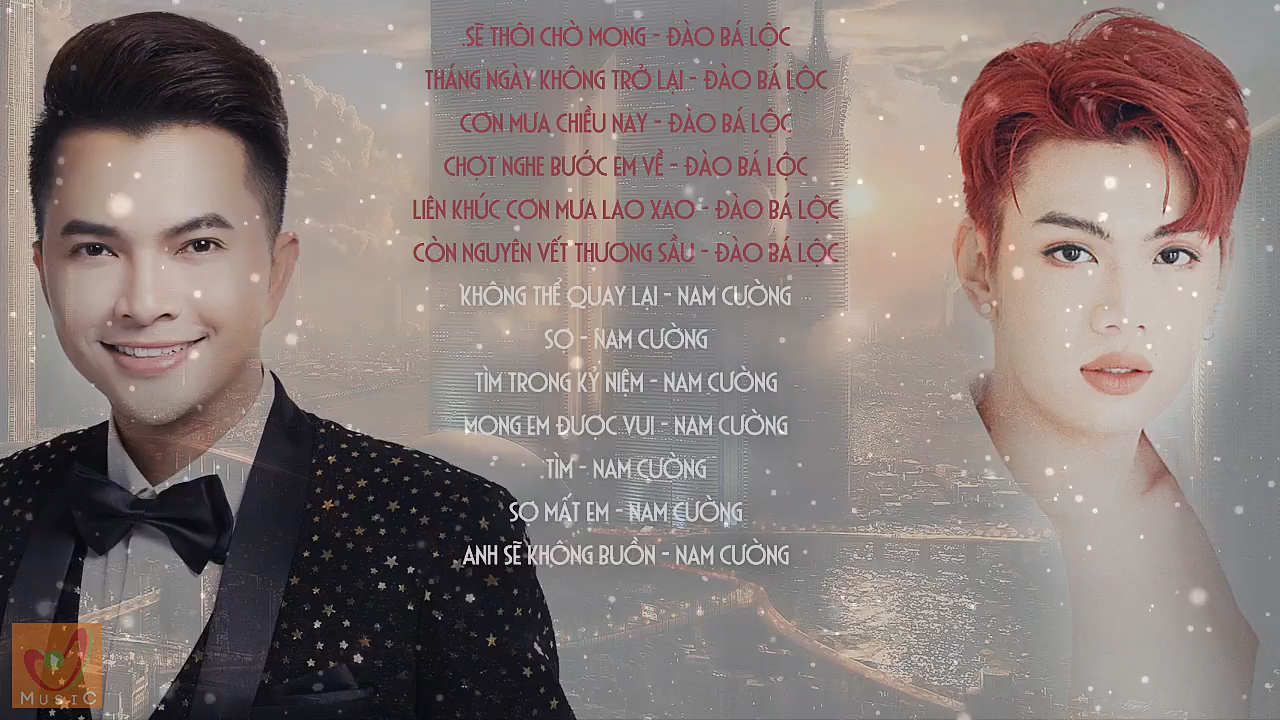 SẼ THÔI CHỜ MONG - ĐÀO BÁ LỘC
THÁNG NGÀY KHÔNG TRỞ LẠI - ĐÀO BÁ LỘC
CƠN MƯA CHIỀU NAY - ĐÀO BÁ LỘC
CHỢT NGHE BƯỚC EM VỀ - ĐÀO BÁ LỘC
LIÊN KHÚC CƠN MƯA LAO XAO - ĐÀO BÁ LỘC
CÒN NGUYÊN VẾT THƯƠNG SẦU - ĐÀO BÁ LỘC
KHÔNG THỂ QUAY LẠI - NAM CƯỜNG
SỢ - NAM CƯỜNG
TÌM TRONG KỶ NIỆM - NAM CƯỜNG
MONG EM ĐƯỢC VUI - NAM CƯỜNG
TÌM - NAM CƯỜNG
SỢ MẤT EM - NAM CƯỜNG
ANH SẼ KHÔNG BUỒN - NAM CƯỜNG
MUSIC